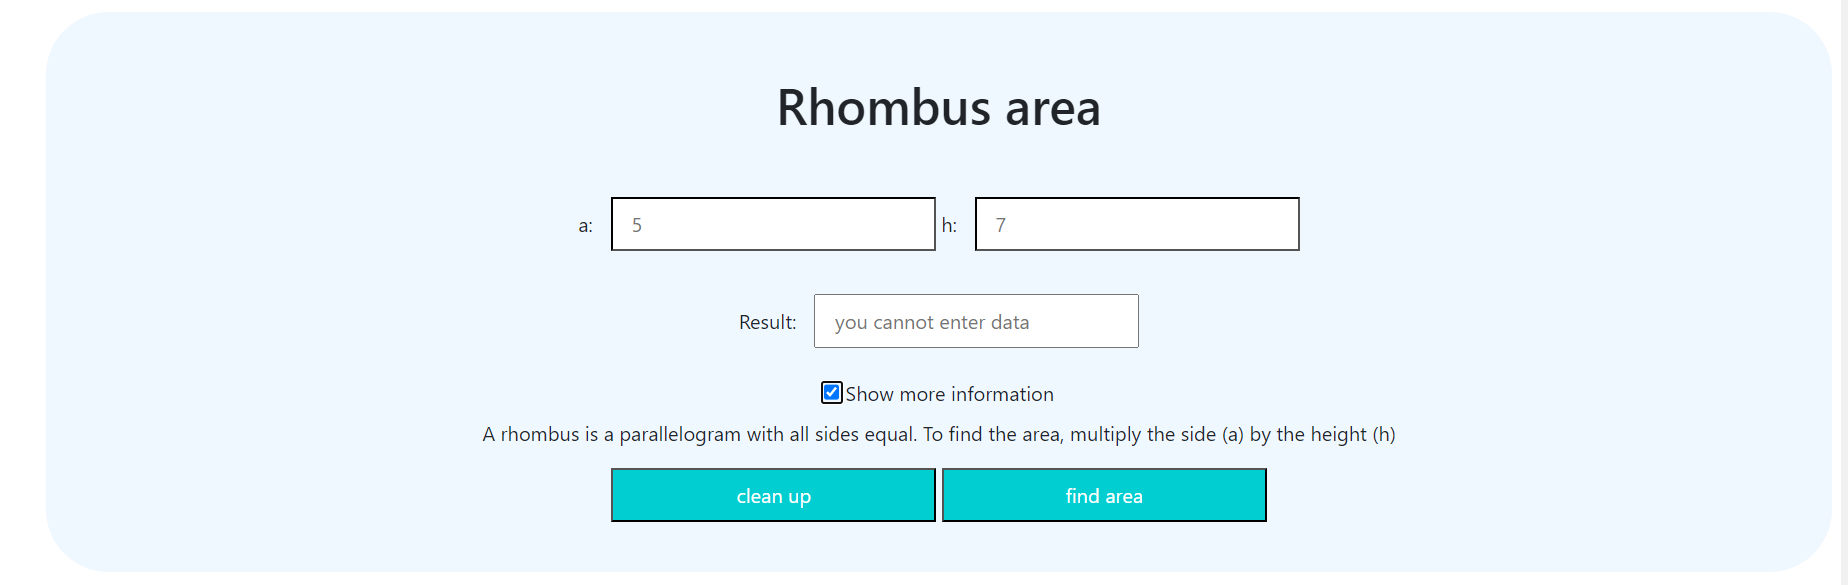 Rhombus area
a: 5 h: 7
Result: you cannot enter data
Show more information
A rhombus is a parallelogram with all sides equal. To find the area, multiply the side (a) by the height (h)
clean up find area